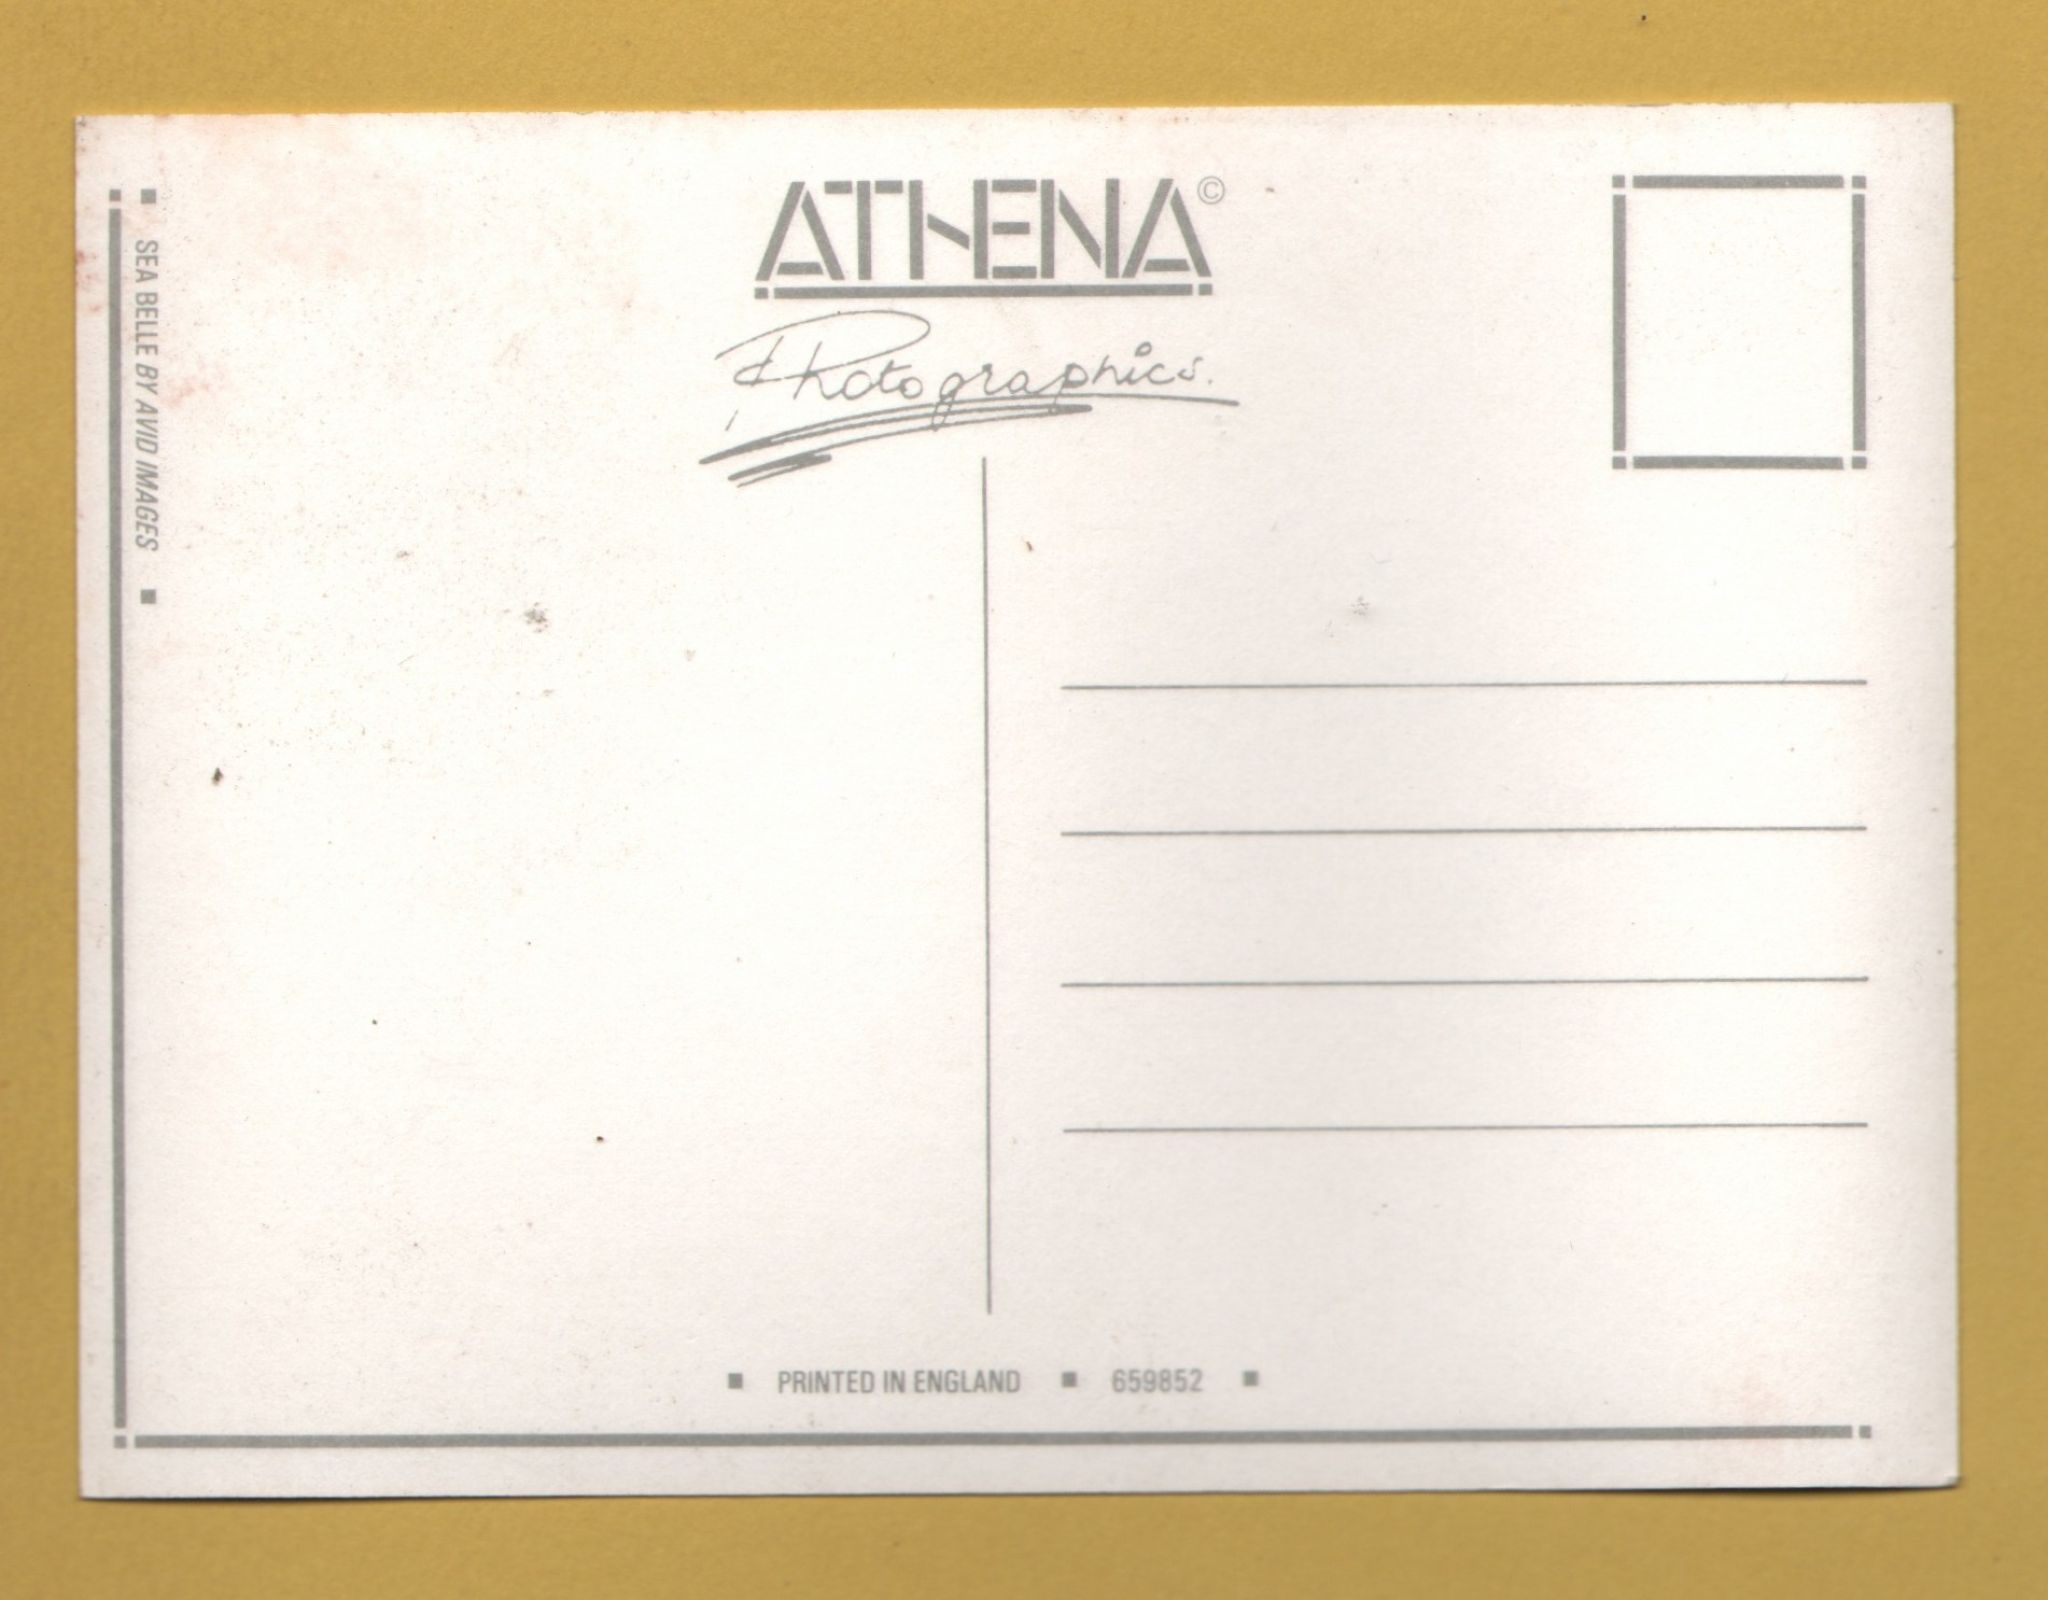 ATHENA©
Photographics.
SEA BELLE BY AVID IMAGES
PRINTED IN ENGLAND ■ 659852